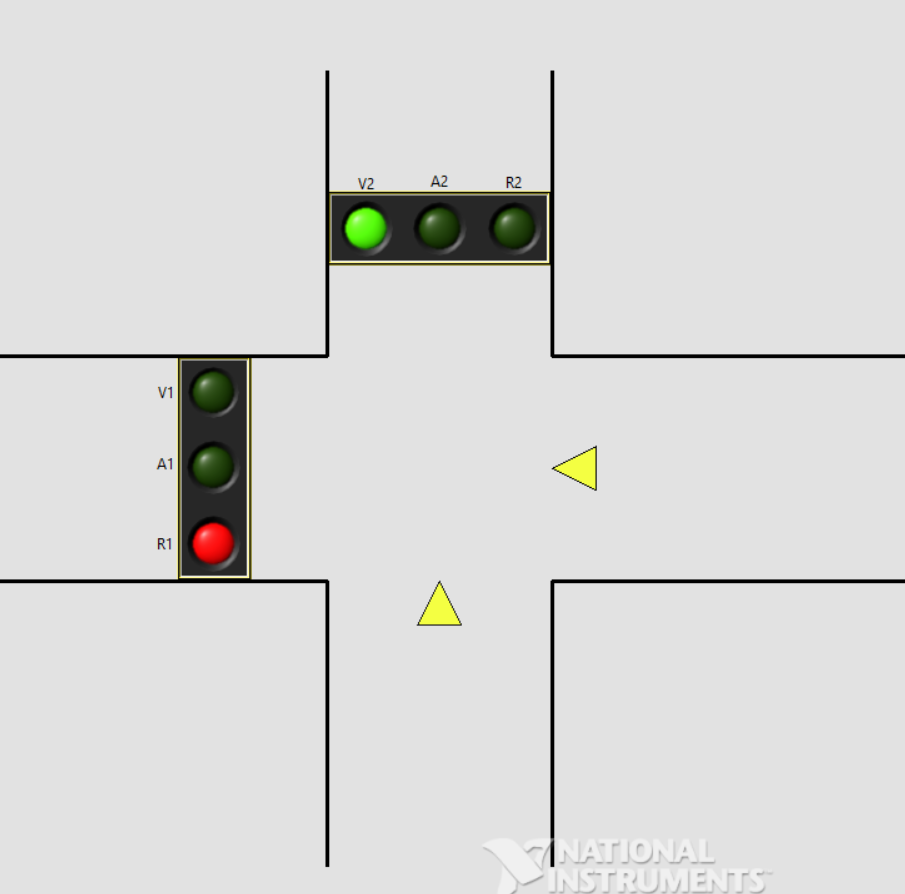 V2 A2 R2
V1
A1
R1
NATIONAL
INSTRUMENTS